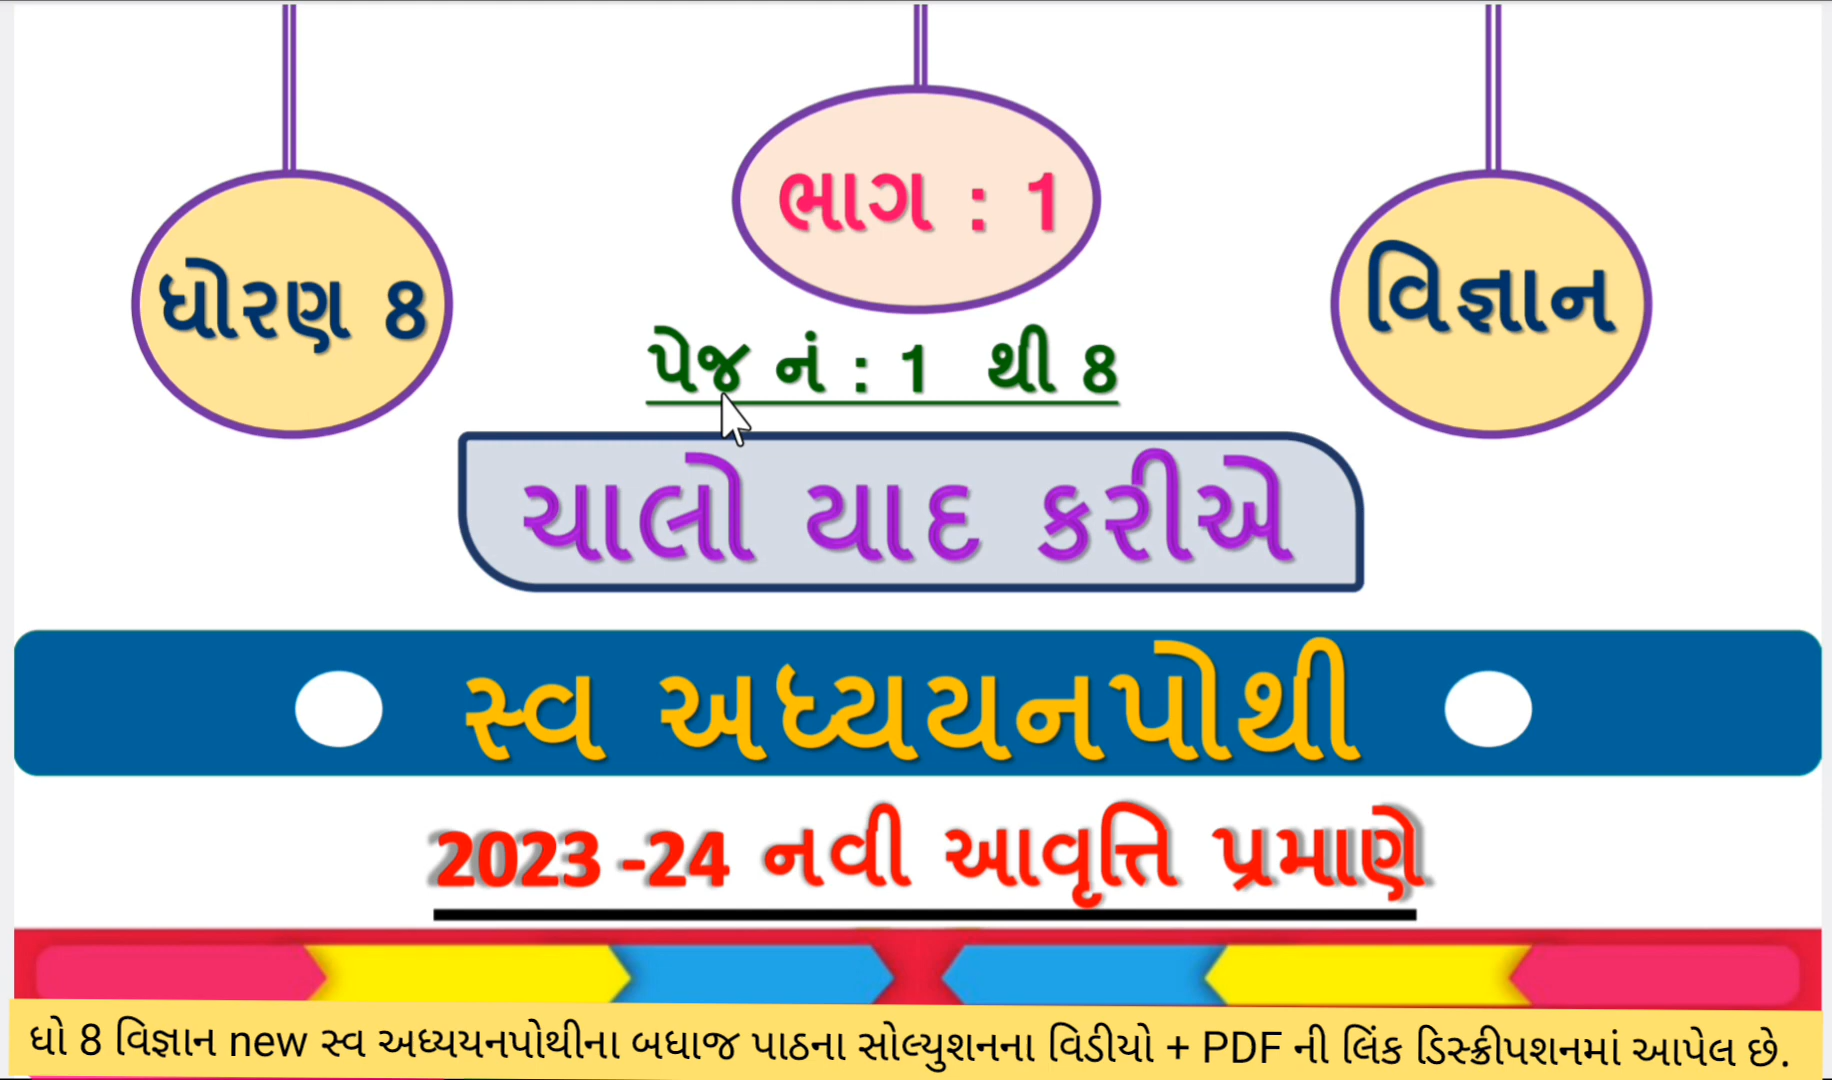 ભાગ : 1
ધોરણ 8
વિજ્ઞાન
પેજ નં : 1 થી 8
ચાલો યાદ કરીએ
સ્વ અધ્યયનપોથી
2023 -24 નવી આવૃત્તિ પ્રમાણે
ધો 8 વિજ્ઞાન new સ્વ અધ્યયનપોથીના બધાજ પાઠના સોલ્યુશનના વિડીયો + PDF ની લિંક ડિસ્ક્રીપશનમાં આપેલ છે.